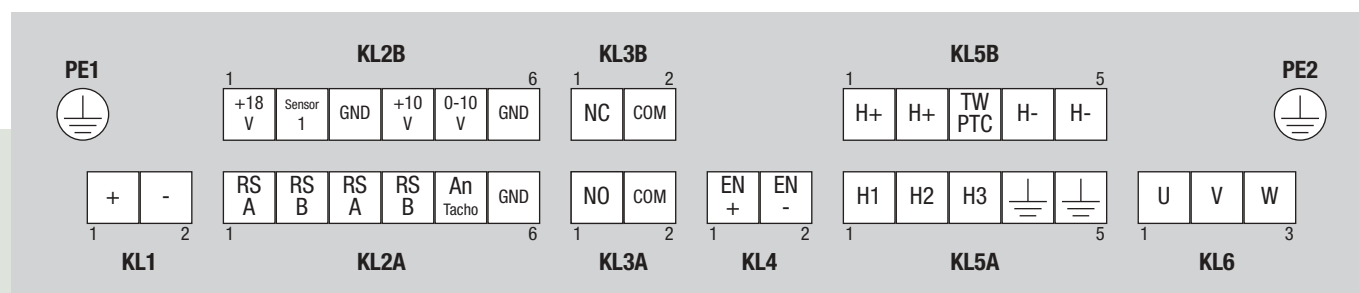 KL2B KL3B KL5B
PE1 PE2
1 6 1 2 1 5
+18 V Sensor 1 GND +10 V 0-10 V GND NC COM H+ H+ TW PTC H- H-
+ - RS A RS B RS A RS B An Tacho GND NO COM EN + EN - H1 H2 H3 U V W
1 2 1 6 1 2 1 2 1 5 1 3
KL1 KL2A KL3A KL4 KL5A KL6